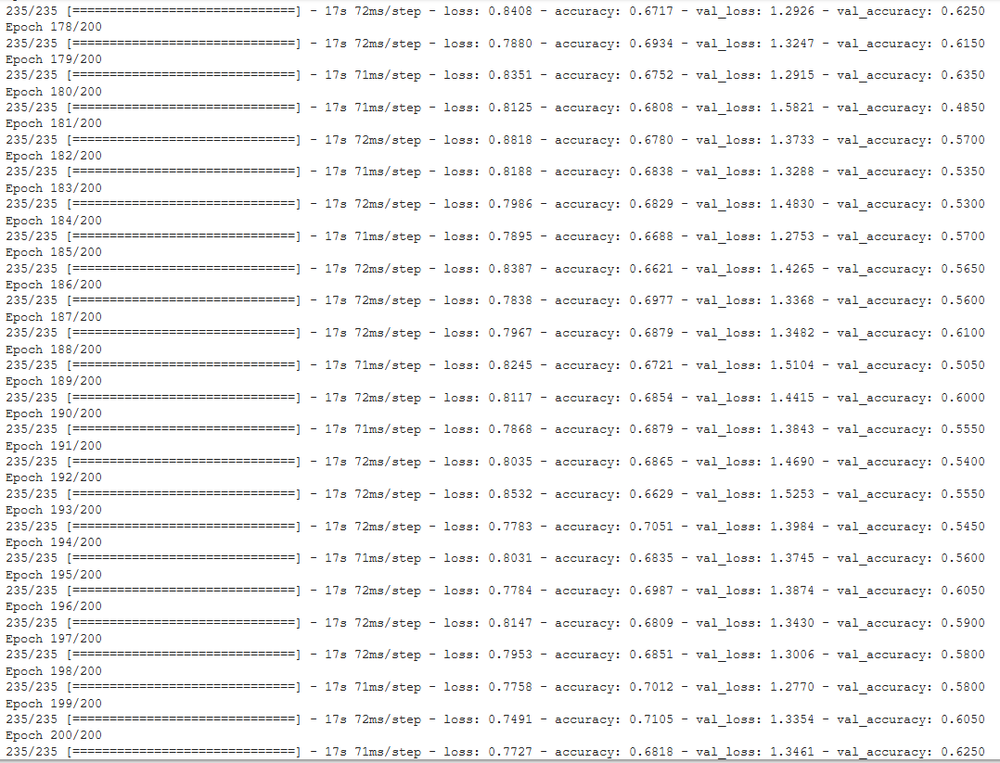 235/235 [==============================] - 17s 72ms/step - loss: 0.8408 - accuracy: 0.6717 - val_loss: 1.2926 - val_accuracy: 0.6250
Epoch 178/200
235/235 [==============================] - 17s 72ms/step - loss: 0.7880 - accuracy: 0.6934 - val_loss: 1.3247 - val_accuracy: 0.6150
Epoch 179/200
235/235 [==============================] - 17s 71ms/step - loss: 0.8351 - accuracy: 0.6752 - val_loss: 1.2915 - val_accuracy: 0.6350
Epoch 180/200
235/235 [==============================] - 17s 71ms/step - loss: 0.8125 - accuracy: 0.6808 - val_loss: 1.5821 - val_accuracy: 0.4850
Epoch 181/200
235/235 [==============================] - 17s 72ms/step - loss: 0.8818 - accuracy: 0.6780 - val_loss: 1.3733 - val_accuracy: 0.5700
Epoch 182/200
235/235 [==============================] - 17s 71ms/step - loss: 0.8188 - accuracy: 0.6838 - val_loss: 1.3288 - val_accuracy: 0.5350
Epoch 183/200
235/235 [==============================] - 17s 72ms/step - loss: 0.7986 - accuracy: 0.6829 - val_loss: 1.4830 - val_accuracy: 0.5300
Epoch 184/200
235/235 [==============================] - 17s 71ms/step - loss: 0.7895 - accuracy: 0.6688 - val_loss: 1.2753 - val_accuracy: 0.5700
Epoch 185/200
235/235 [==============================] - 17s 72ms/step - loss: 0.8387 - accuracy: 0.6621 - val_loss: 1.4265 - val_accuracy: 0.5650
Epoch 186/200
235/235 [==============================] - 17s 72ms/step - loss: 0.7838 - accuracy: 0.6977 - val_loss: 1.3368 - val_accuracy: 0.5600
Epoch 187/200
235/235 [==============================] - 17s 72ms/step - loss: 0.7967 - accuracy: 0.6879 - val_loss: 1.3482 - val_accuracy: 0.6100
Epoch 188/200
235/235 [==============================] - 17s 71ms/step - loss: 0.8245 - accuracy: 0.6721 - val_loss: 1.5104 - val_accuracy: 0.5050
Epoch 189/200
235/235 [==============================] - 17s 72ms/step - loss: 0.8117 - accuracy: 0.6854 - val_loss: 1.4415 - val_accuracy: 0.6000
Epoch 190/200
235/235 [==============================] - 17s 71ms/step - loss: 0.7868 - accuracy: 0.6879 - val_loss: 1.3843 - val_accuracy: 0.5550
Epoch 191/200
235/235 [==============================] - 17s 72ms/step - loss: 0.8035 - accuracy: 0.6865 - val_loss: 1.4690 - val_accuracy: 0.5400
Epoch 192/200
235/235 [==============================] - 17s 72ms/step - loss: 0.8532 - accuracy: 0.6629 - val_loss: 1.5253 - val_accuracy: 0.5550
Epoch 193/200
235/235 [==============================] - 17s 72ms/step - loss: 0.7783 - accuracy: 0.7051 - val_loss: 1.3984 - val_accuracy: 0.5450
Epoch 194/200
235/235 [==============================] - 17s 71ms/step - loss: 0.8031 - accuracy: 0.6835 - val_loss: 1.3745 - val_accuracy: 0.5600
Epoch 195/200
235/235 [==============================] - 17s 72ms/step - loss: 0.7784 - accuracy: 0.6987 - val_loss: 1.3874 - val_accuracy: 0.6050
Epoch 196/200
235/235 [==============================] - 17s 72ms/step - loss: 0.8147 - accuracy: 0.6809 - val_loss: 1.3430 - val_accuracy: 0.5900
Epoch 197/200
235/235 [==============================] - 17s 72ms/step - loss: 0.7953 - accuracy: 0.6851 - val_loss: 1.3006 - val_accuracy: 0.5800
Epoch 198/200
235/235 [==============================] - 17s 71ms/step - loss: 0.7758 - accuracy: 0.7012 - val_loss: 1.2770 - val_accuracy: 0.5800
Epoch 199/200
235/235 [==============================] - 17s 72ms/step - loss: 0.7491 - accuracy: 0.7105 - val_loss: 1.3354 - val_accuracy: 0.6050
Epoch 200/200
235/235 [==============================] - 17s 71ms/step - loss: 0.7727 - accuracy: 0.6818 - val_loss: 1.3461 - val_accuracy: 0.6250